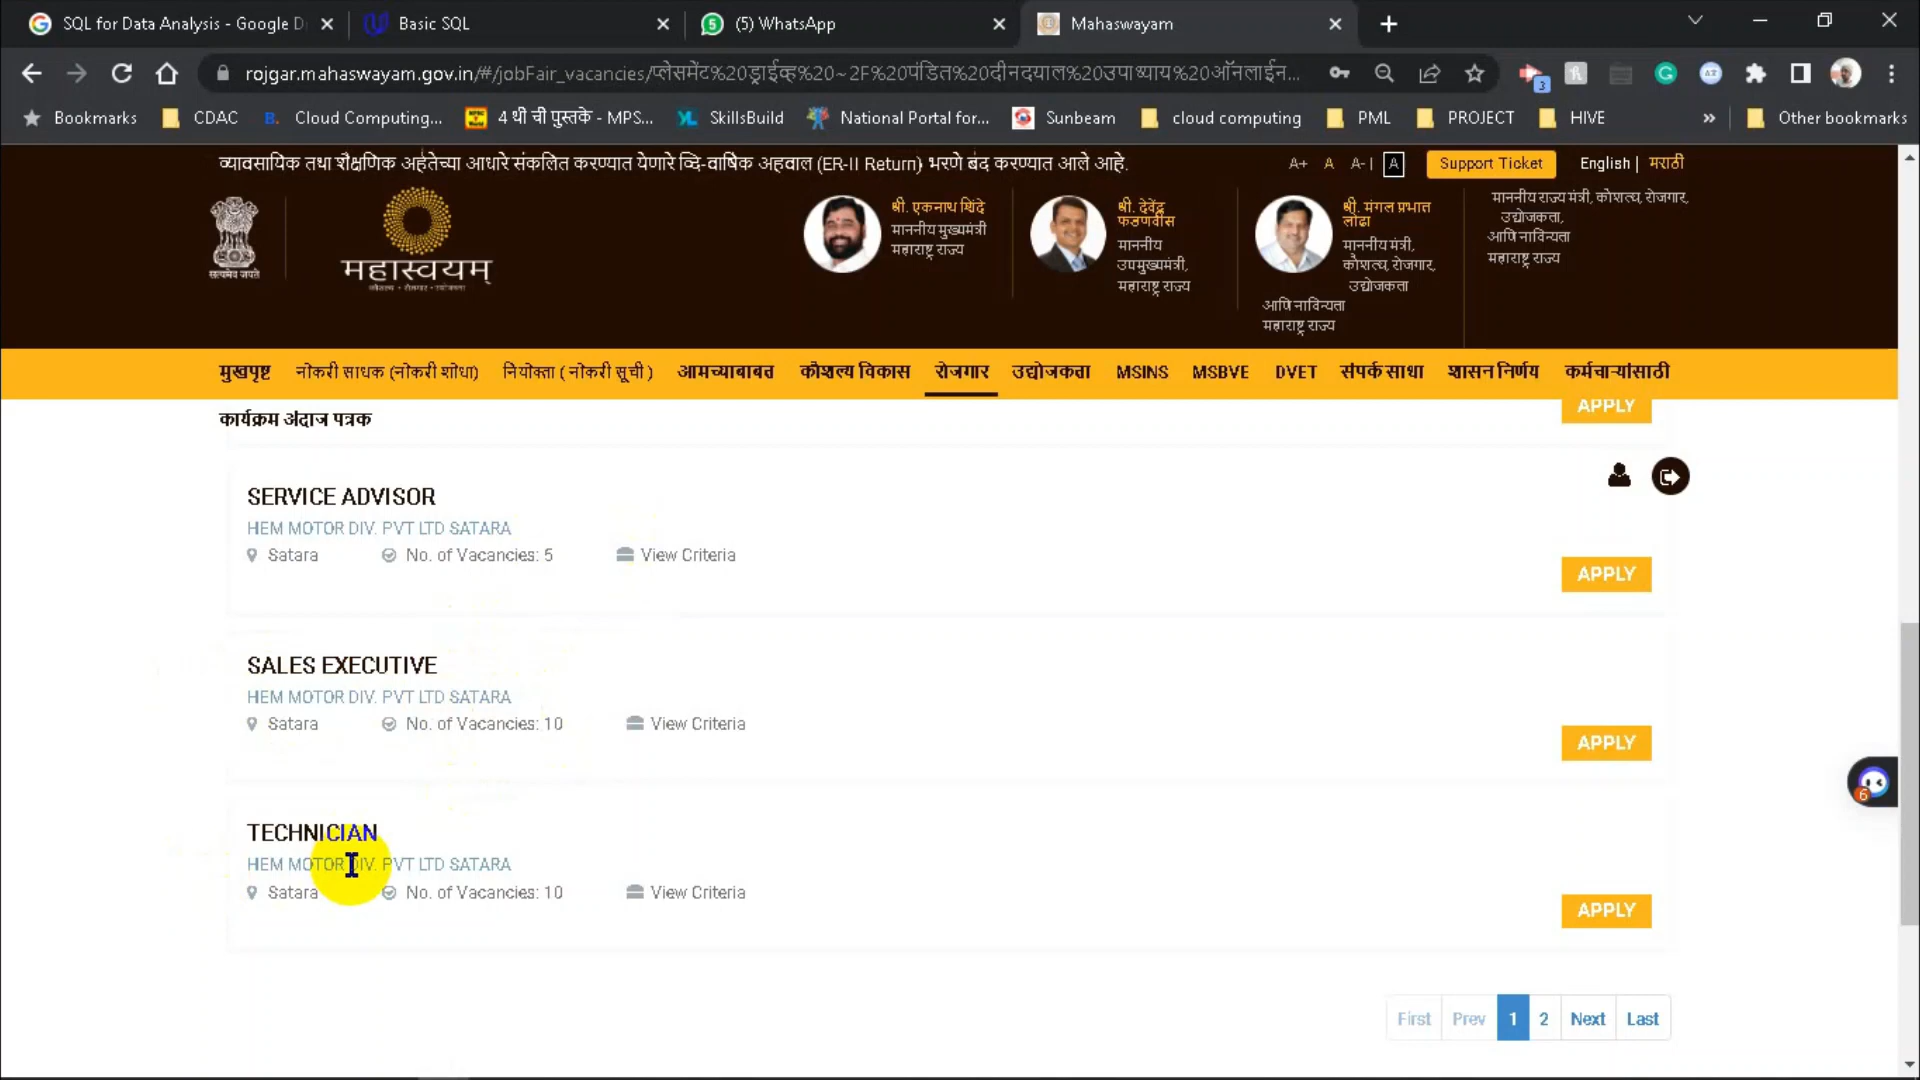 SQL for Data Analysis - Google D
Basic SQL
(5) WhatsApp
Mahaswayam
rojgar.mahaswayam.gov.in/#/jobFair_vacancies/प्लेसमेंट%20ड्राईव्ह%20~2F%20पंडित%20दीनदयाल%20उपाध्याय%20ऑनलाईन...
Bookmarks
CDAC
Cloud Computing...
4 थी ची पुस्तके - MPS...
SkillsBuild
National Portal for...
Sunbeam
cloud computing
PML
PROJECT
HIVE
»
Other bookmarks
व्यावसायिक तथा शैक्षणिक अर्हतेच्या आधारे संकलित करण्यात येणारे व्दि-वार्षिक अहवाल (ER-II Return) भरणे बंद करण्यात आले आहे.
A+ A A- | A
Support Ticket
English | मराठी
सत्यमेव जयते
महास्वयम्
कौशल्य • रोजगार • उद्योजकता
श्री. एकनाथ शिंदे
माननीय मुख्यमंत्री
महाराष्ट्र राज्य
श्री. देवेंद्र
फडणवीस
माननीय
उपमुख्यमंत्री,
महाराष्ट्र राज्य
श्री. मंगल प्रभात
लोढा
माननीय मंत्री,
कौशल्य, रोजगार,
उद्योजकता
आणि नाविन्यता
महाराष्ट्र राज्य
माननीय राज्य मंत्री, कौशल्य, रोजगार,
उद्योजकता,
आणि नाविन्यता
महाराष्ट्र राज्य
मुखपृष्ट
नोकरी साधक (नोकरी शोधा)
नियोक्ता ( नोकरी सूची )
आमच्याबाबत
कौशल्य विकास
रोजगार
उद्योजकता
MSINS
MSBVE
DVET
संपर्क साधा
शासन निर्णय
कर्मचाऱ्यांसाठी
कार्यक्रम अंदाज पत्रक
APPLY
SERVICE ADVISOR
HEM MOTOR DIV. PVT LTD SATARA
Satara No. of Vacancies: 5 View Criteria
APPLY
SALES EXECUTIVE
HEM MOTOR DIV. PVT LTD SATARA
Satara No. of Vacancies: 10 View Criteria
APPLY
6
TECHNICIAN
HEM MOTOR DIV. PVT LTD SATARA
Satara No. of Vacancies: 10 View Criteria
APPLY
First Prev 1 2 Next Last